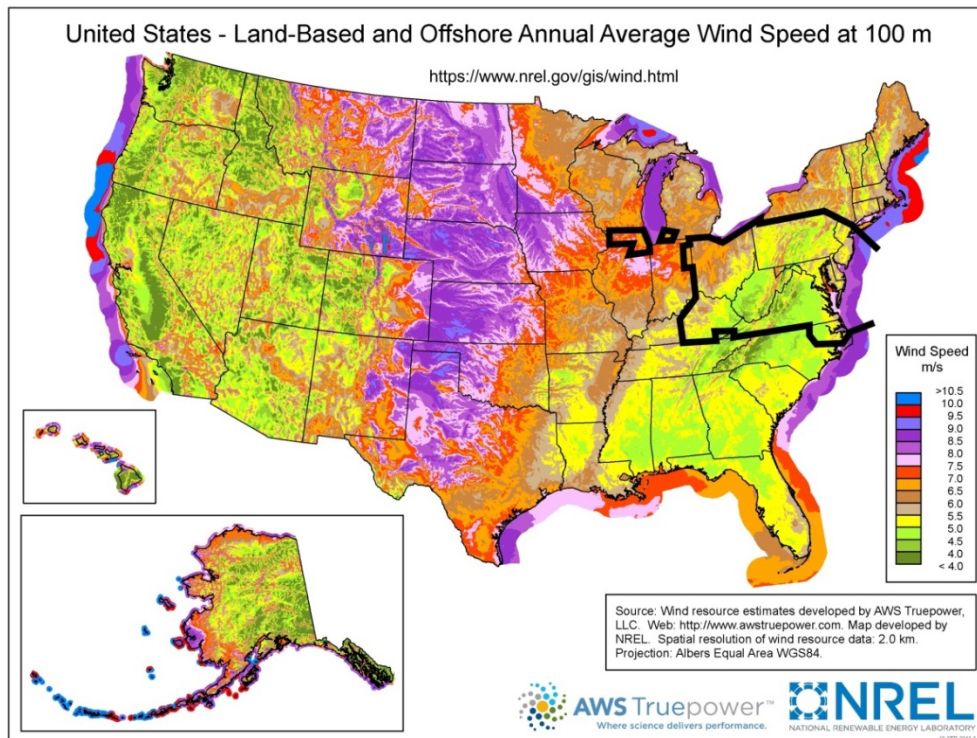 United States - Land-Based and Offshore Annual Average Wind Speed at 100 m
https://www.nrel.gov/gis/wind.html
Wind Speed
m/s
>10.5
10.0
9.5
9.0
8.5
8.0
7.5
7.0
6.5
6.0
5.5
5.0
4.5
4.0
< 4.0
Source: Wind resource estimates developed by AWS Truepower,
LLC. Web: http://www.awstruepower.com. Map developed by
NREL. Spatial resolution of wind resource data: 2.0 km.
Projection: Albers Equal Area WGS84.
AWS Truepower™
Where science delivers performance.
NREL
NATIONAL RENEWABLE ENERGY LABORATORY